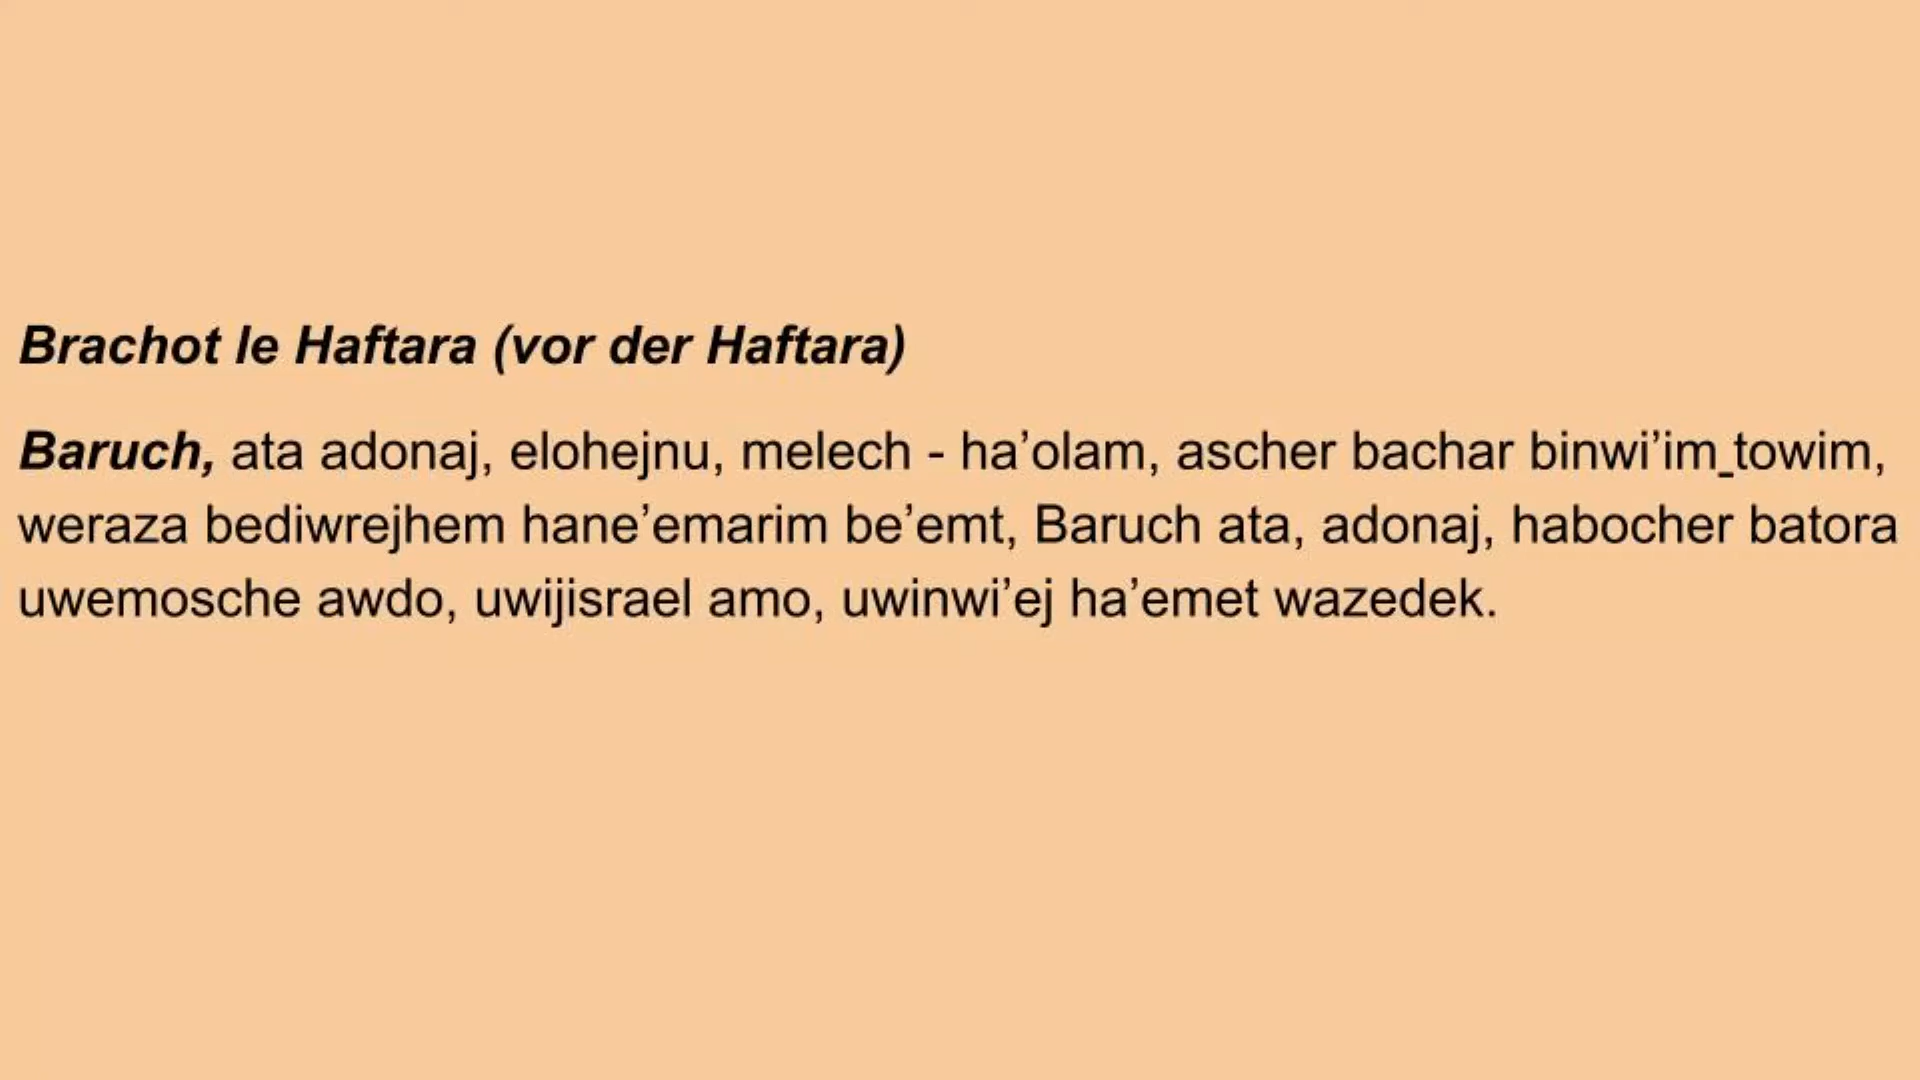 Brachot le Haftara (vor der Haftara)
Baruch, ata adonaj, elohejnu, melech - ha’olam, ascher bachar binwi’im_towim,
weraza bediwrejhem hane’emarim be’emt, Baruch ata, adonaj, habocher batora
uwemosche awdo, uwijisrael amo, uwinwi’ej ha’emet wazedek.